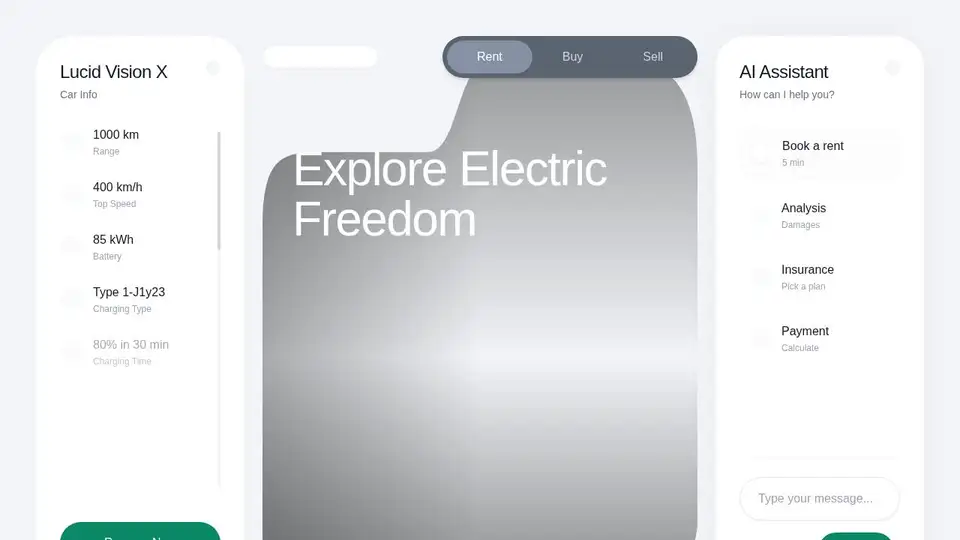 Lucid Vision X
Car Info
1000 km
Range
400 km/h
Top Speed
85 kWh
Battery
Type 1-J1y23
Charging Type
80% in 30 min
Charging Time
Rent
Buy
Sell
Explore Electric
Freedom
AI Assistant
How can I help you?
Book a rent
5 min
Analysis
Damages
Insurance
Pick a plan
Payment
Calculate
Type your message...